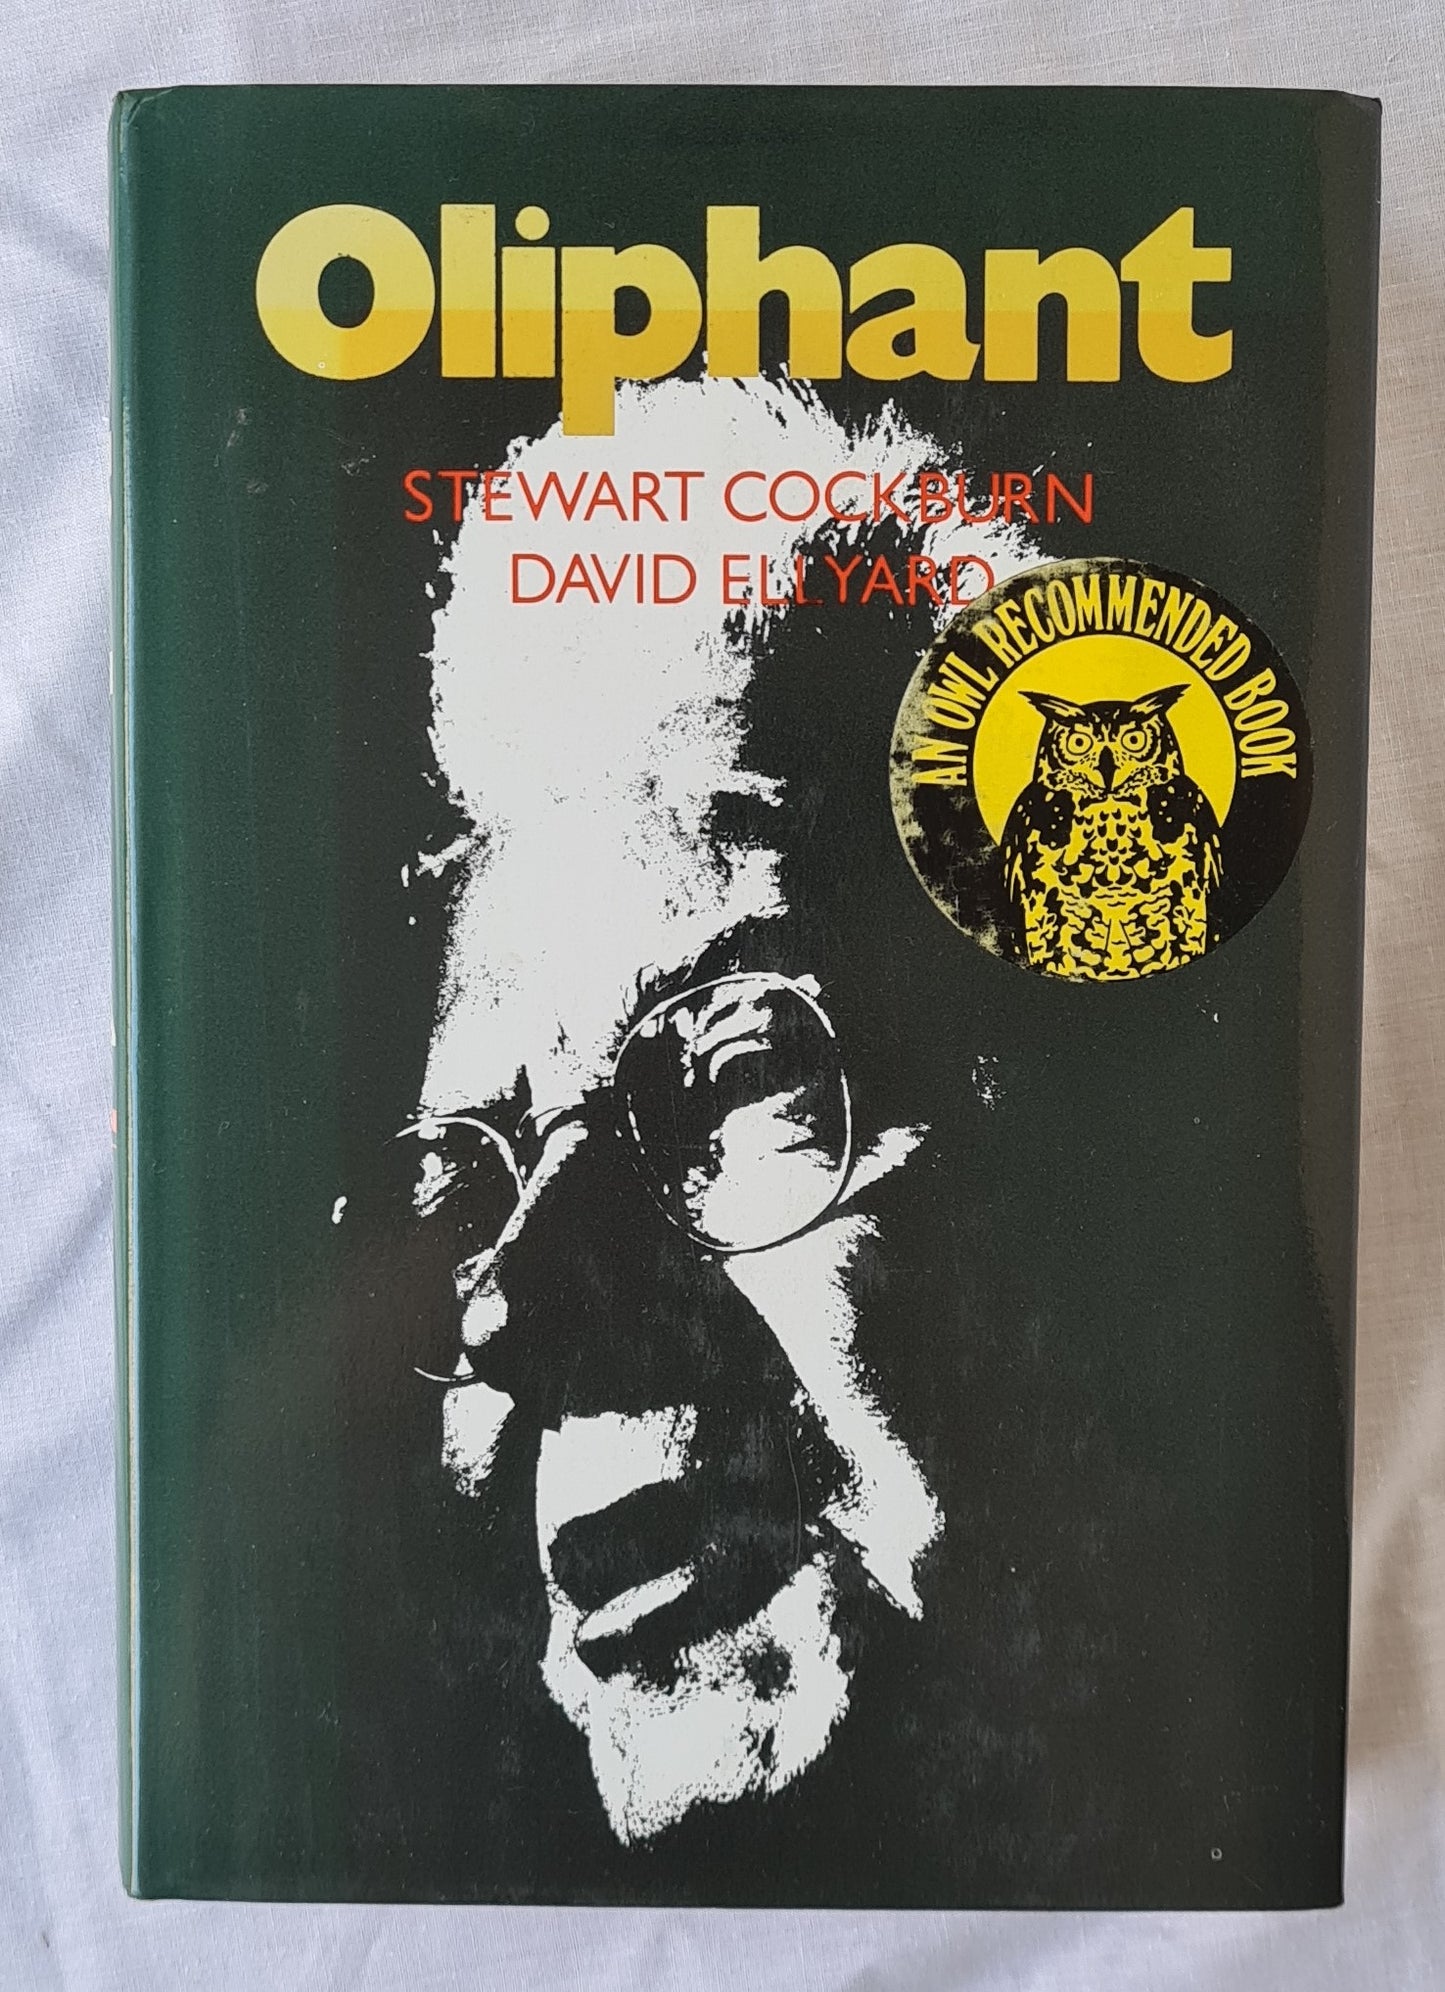 Oliphant
STEWART COCKBURN
DAVID ELLYARD
AN OWL RECOMMENDED BOOK